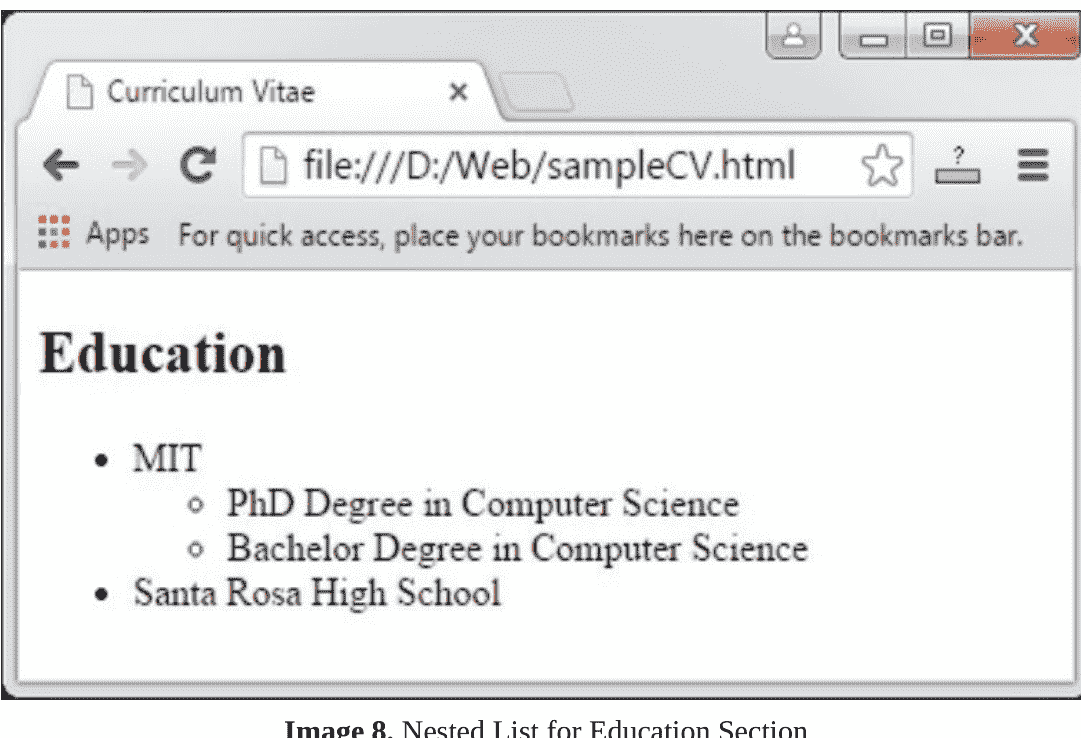 Curriculum Vitae
file:///D:/Web/sampleCV.html
?
Apps For quick access, place your bookmarks here on the bookmarks bar.
Education
• MIT
○ PhD Degree in Computer Science
○ Bachelor Degree in Computer Science
• Santa Rosa High School
Image 8. Nested List for Education Section